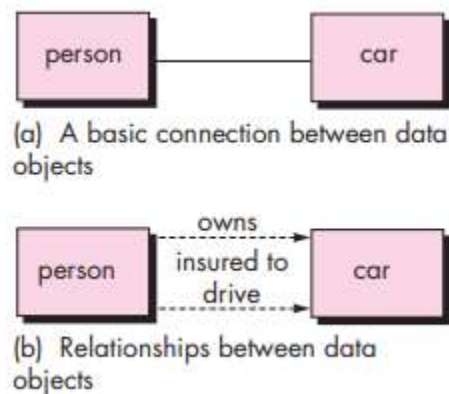 person
car
(a) A basic connection between data
objects
owns
person
insured to
car
drive
(b) Relationships between data
objects